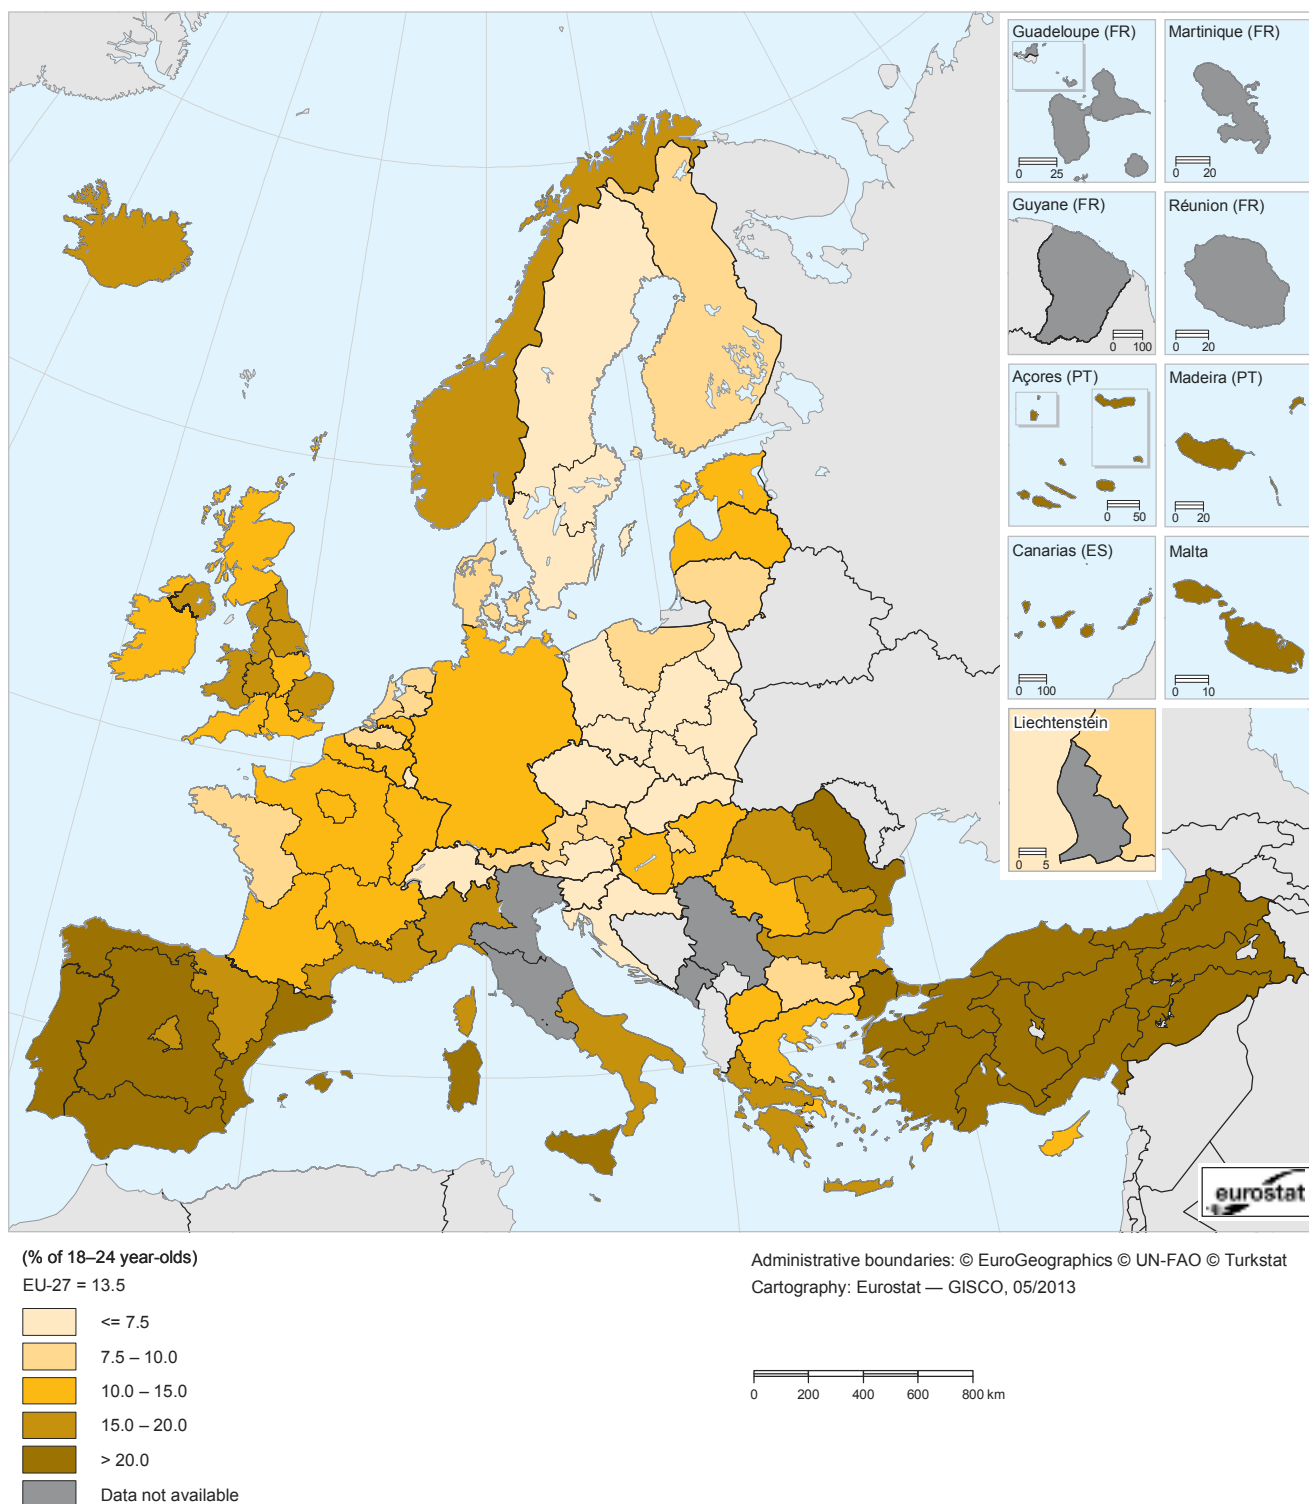 Guadeloupe (FR)
0 25
Martinique (FR)
0 20
Guyane (FR)
0 100
Réunion (FR)
0 20
Açores (PT)
0 50
Madeira (PT)
0 20
Canarias (ES)
0 100
Malta
0 10
Liechtenstein
0 5
eurostat
(% of 18–24 year-olds)
EU-27 = 13.5
<= 7.5
7.5 – 10.0
10.0 – 15.0
15.0 – 20.0
> 20.0
Data not available
Administrative boundaries: © EuroGeographics © UN-FAO © Turkstat
Cartography: Eurostat — GISCO, 05/2013
0 200 400 600 800 km